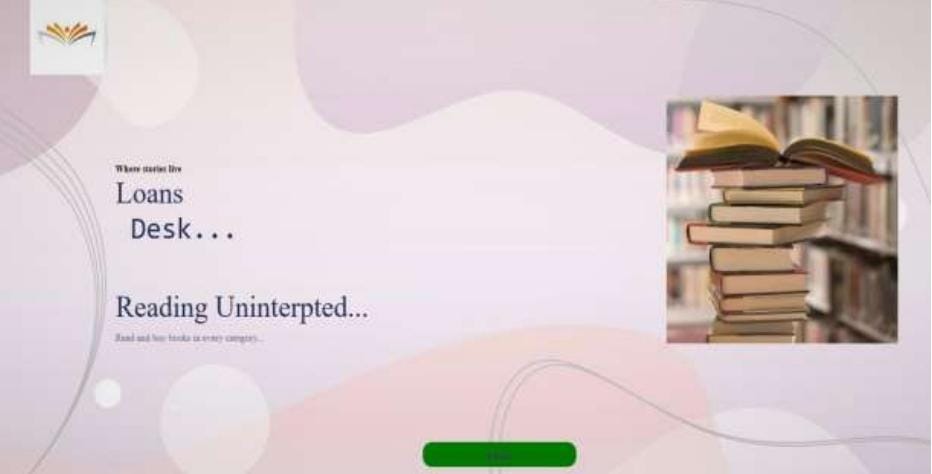 Where stories live
Loans
Desk...
Reading Uninterpted...
Read and buy books in every category...